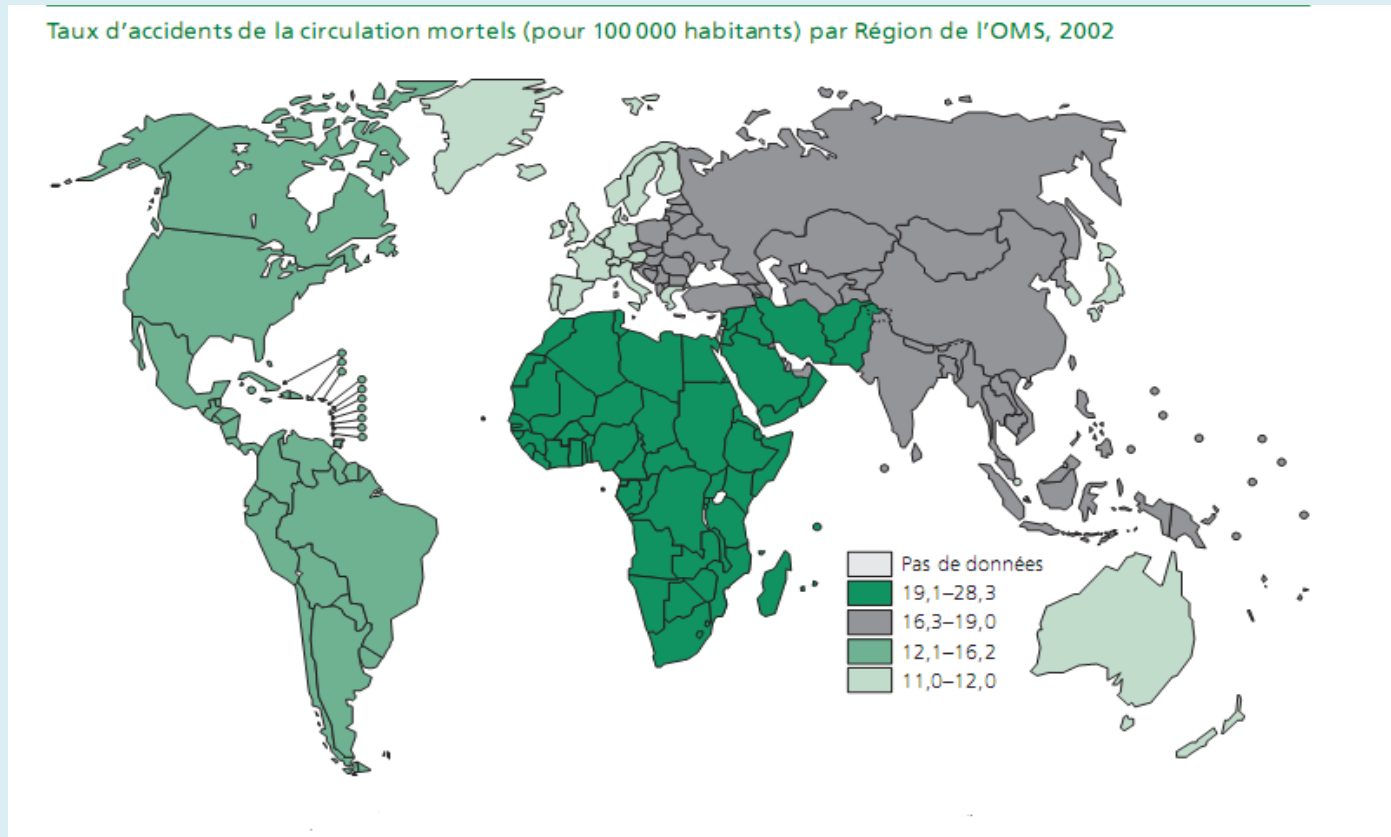 Taux d'accidents de la circulation mortels (pour 100 000 habitants) par Région de l'OMS, 2002
Pas de données
19,1–28,3
16,3–19,0
12,1–16,2
11,0–12,0